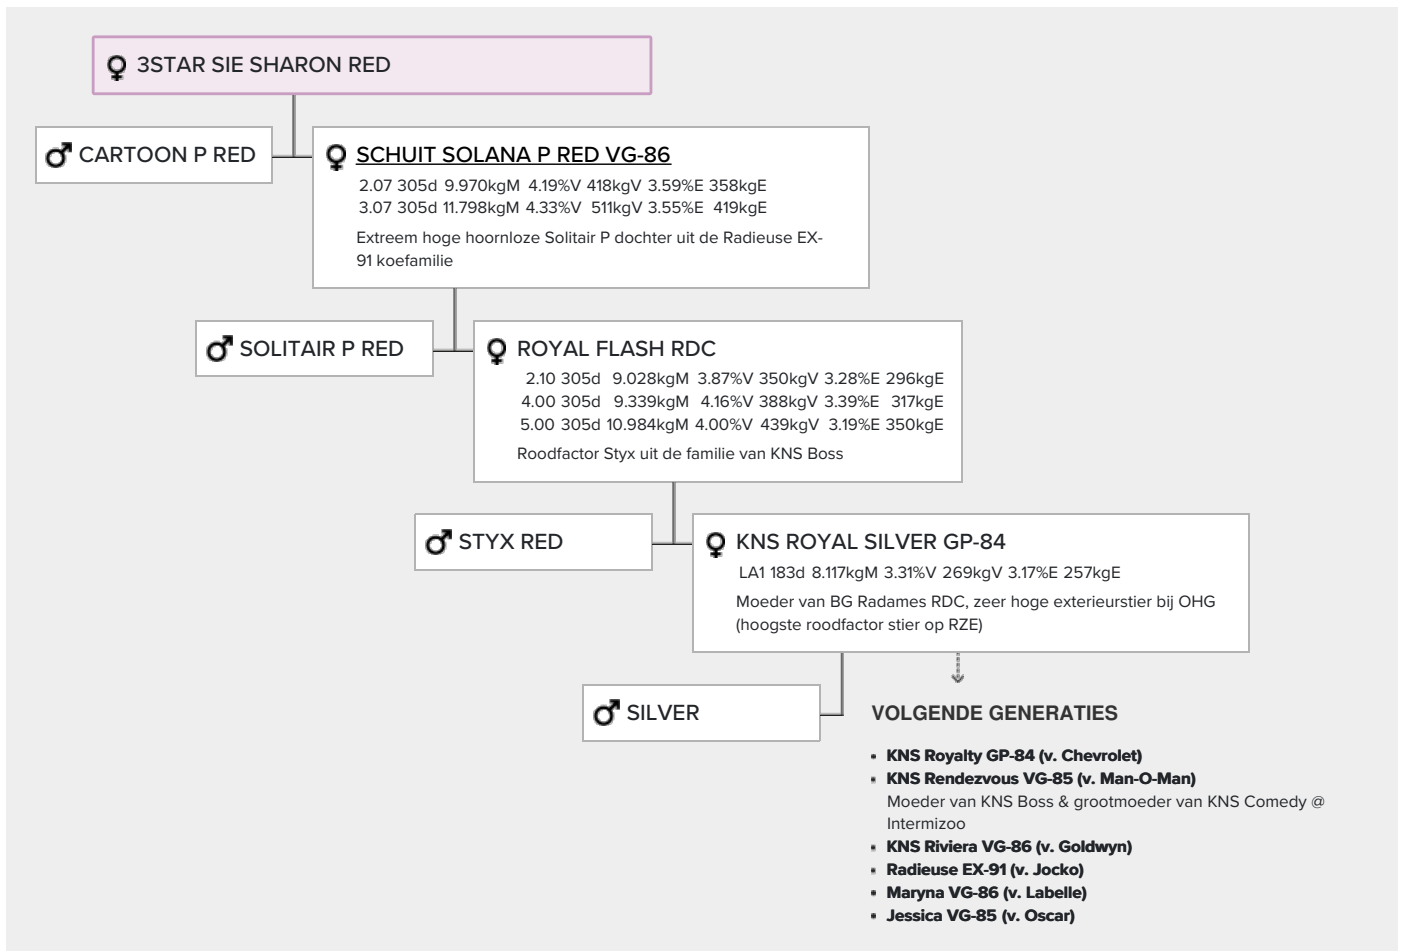 3STAR SIE SHARON RED
CARTOON P RED
SCHUIT SOLANA P RED VG-86
2.07 305d 9.970kgM 4.19%V 418kgV 3.59%E 358kgE
3.07 305d 11.798kgM 4.33%V 511kgV 3.55%E 419kgE
Extreem hoge hoornloze Solitair P dochter uit de Radieuse EX-
91 koefamilie
SOLITAIR P RED
ROYAL FLASH RDC
2.10 305d 9.028kgM 3.87%V 350kgV 3.28%E 296kgE
4.00 305d 9.339kgM 4.16%V 388kgV 3.39%E 317kgE
5.00 305d 10.984kgM 4.00%V 439kgV 3.19%E 350kgE
Roodfactor Styx uit de familie van KNS Boss
STYX RED
KNS ROYAL SILVER GP-84
LA1 183d 8.117kgM 3.31%V 269kgV 3.17%E 257kgE
Moeder van BG Radames RDC, zeer hoge exterieurstier bij OHG
(hoogste roodfactor stier op RZE)
SILVER
VOLGENDE GENERATIES
KNS Royalty GP-84 (v. Chevrolet)
KNS Rendezvous VG-85 (v. Man-O-Man)
Moeder van KNS Boss & grootmoeder van KNS Comedy @
Intermizoo
KNS Riviera VG-86 (v. Goldwyn)
Radieuse EX-91 (v. Jocko)
Maryna VG-86 (v. Labelle)
Jessica VG-85 (v. Oscar)